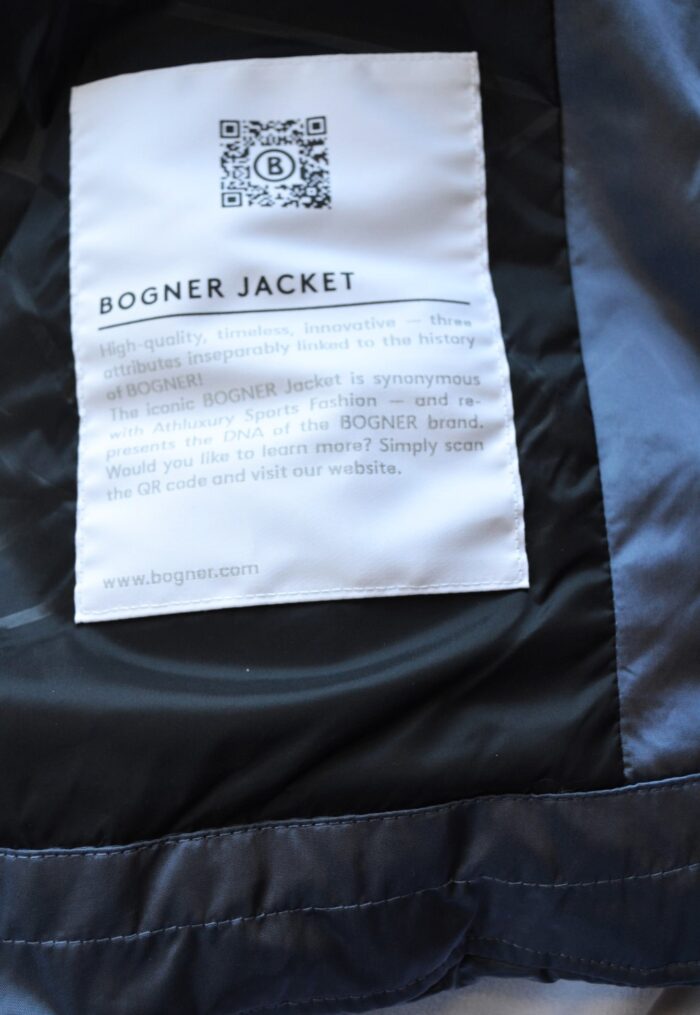 B
BOGNER JACKET
High-quality, timeless, innovative — three
attributes inseparably linked to the history
of BOGNER!
The iconic BOGNER Jacket is synonymous
with Athluxury Sports Fashion — and re-
presents the DNA of the BOGNER brand.
Would you like to learn more? Simply scan
the QR code and visit our website.
www.bogner.com